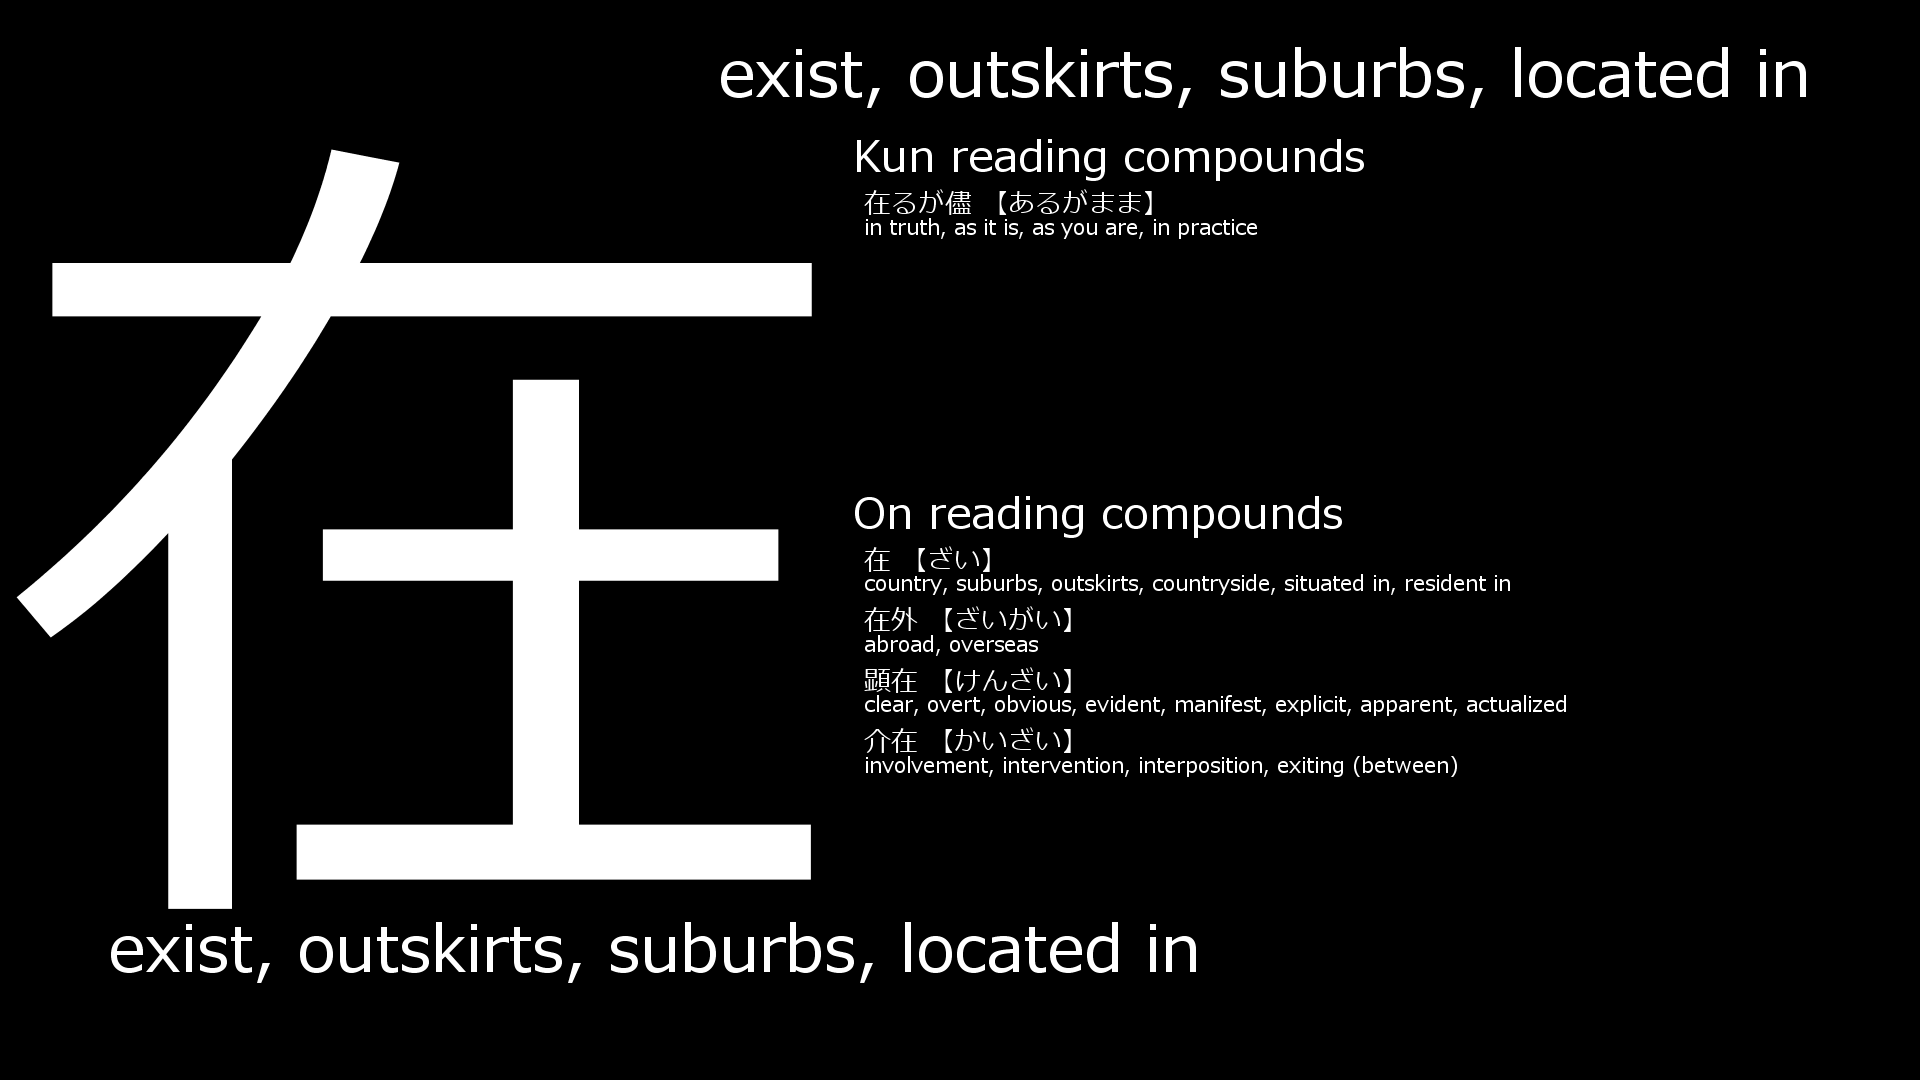 exist, outskirts, suburbs, located in
在
Kun reading compounds
在るが儘 【あるがまま】
in truth, as it is, as you are, in practice
On reading compounds
在 【ざい】
country, suburbs, outskirts, countryside, situated in, resident in
在外 【ざいがい】
abroad, overseas
顕在 【けんざい】
clear, overt, obvious, evident, manifest, explicit, apparent, actualized
介在 【かいざい】
involvement, intervention, interposition, exiting (between)
exist, outskirts, suburbs, located in